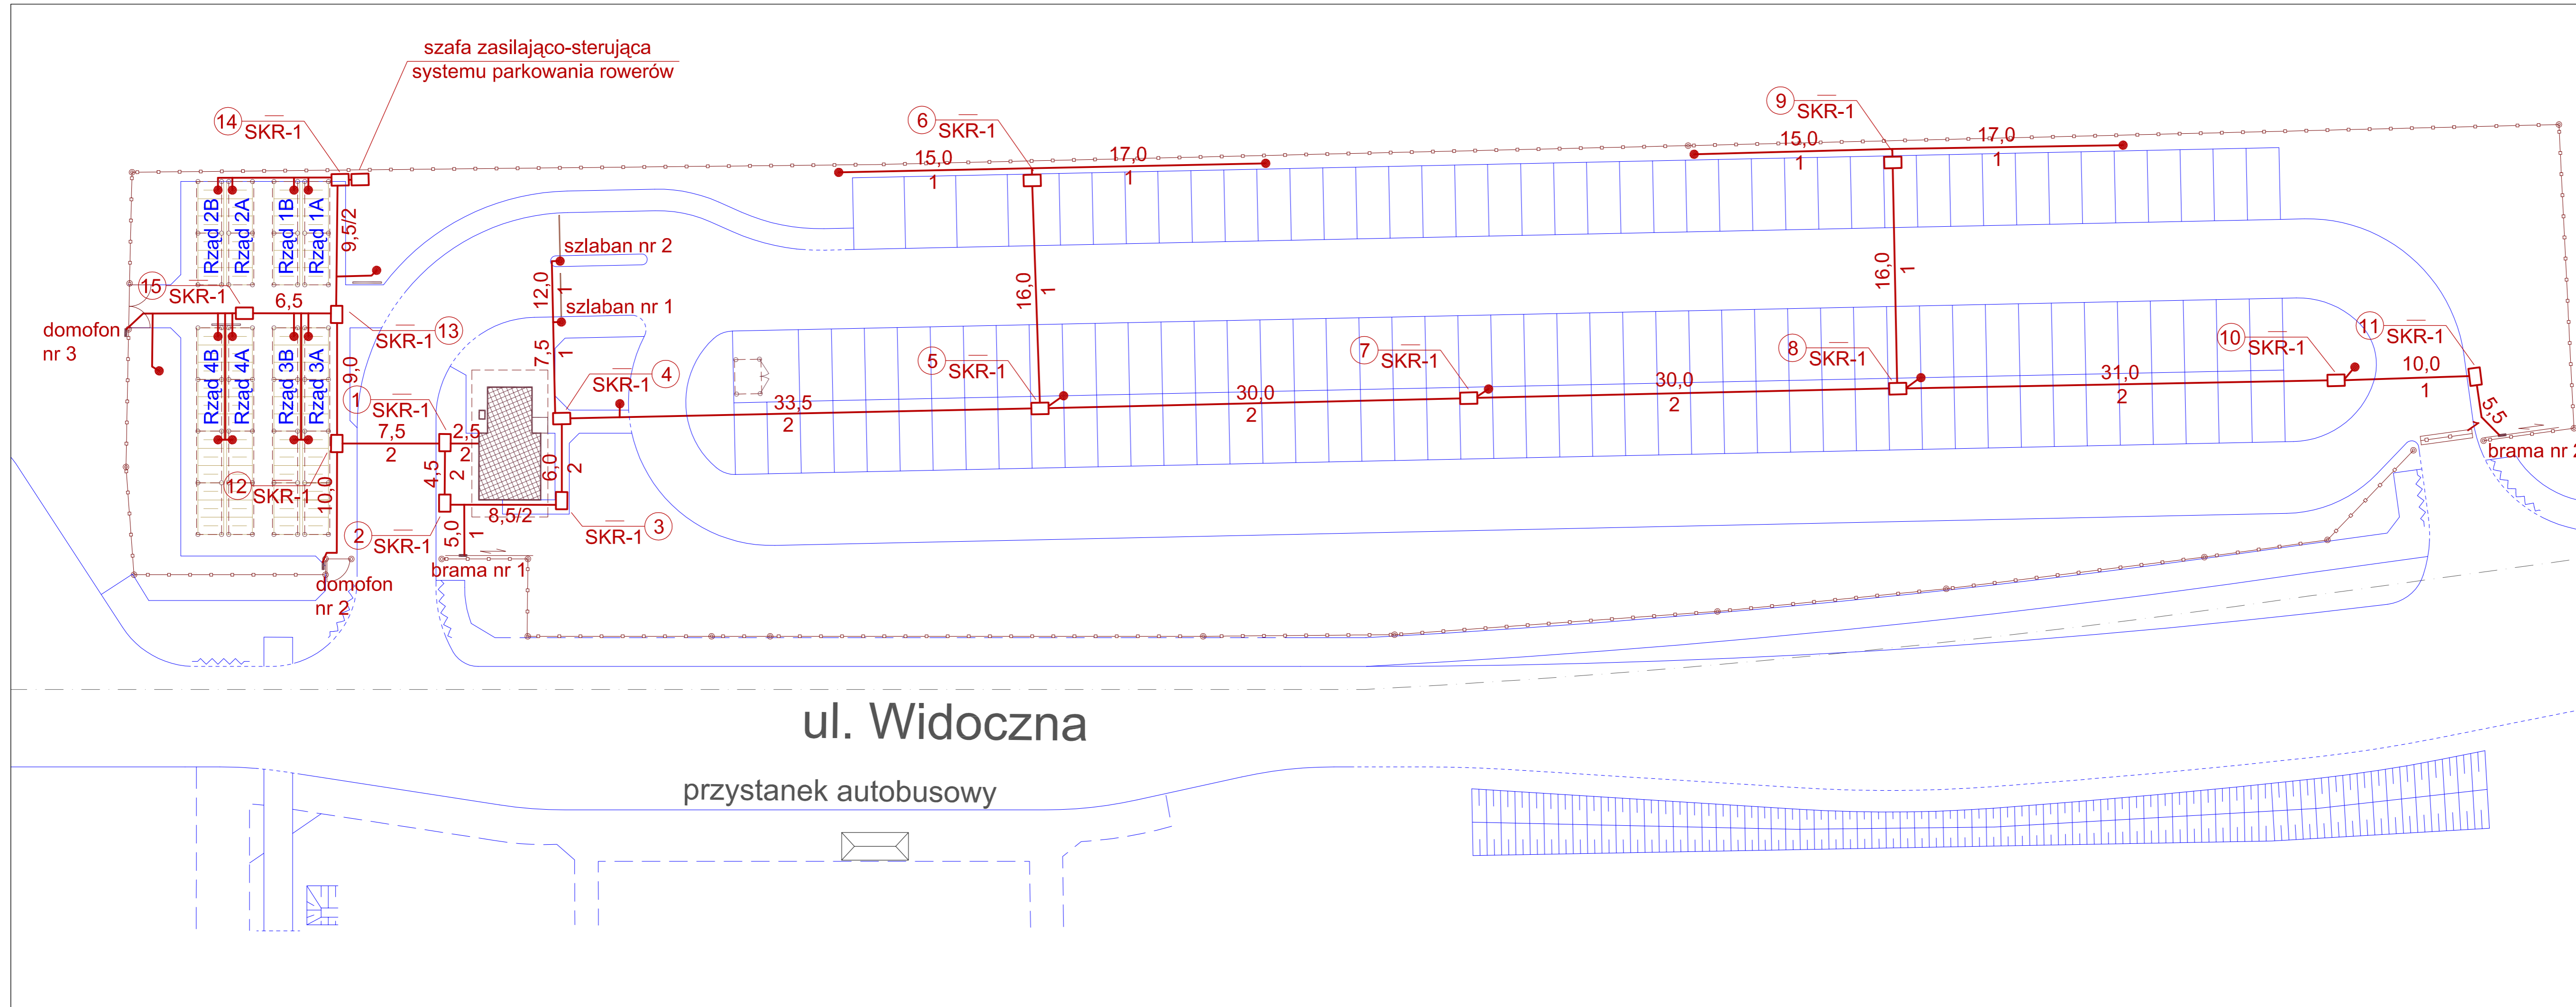 szafa zasilająco-sterująca
systemu parkowania rowerów
14
SKR-1
6
SKR-1
9
SKR-1
15,0
1
17,0
1
15,0
1
17,0
1
Rząd 2B
Rząd 2A
Rząd 1B
Rząd 1A
9,5/2
szlaban nr 2
12,0
1
szlaban nr 1
7,5
1
16,0
1
16,0
1
15
SKR-1
6,5
domofon
nr 3
13
SKR-1
Rząd 4B
Rząd 4A
Rząd 3B
Rząd 3A
9,0
1
SKR-1
4
SKR-1
5
SKR-1
7
SKR-1
8
SKR-1
10
SKR-1
11
SKR-1
33,5
2
30,0
2
30,0
2
31,0
2
10,0
1
5,5
1
brama nr 2
7,5
2
2,5
2
4,5
2
6,0
2
12
SKR-1
10,0
2
SKR-1
8,5/2
3
SKR-1
5,0
1
brama nr 1
domofon
nr 2
ul. Widoczna
przystanek autobusowy